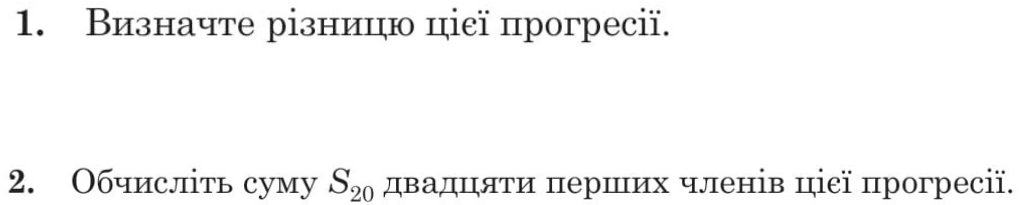 1. Визначте різницю цієї прогресії.
2. Обчисліть суму S₂₀ двадцяти перших членів цієї прогресії.